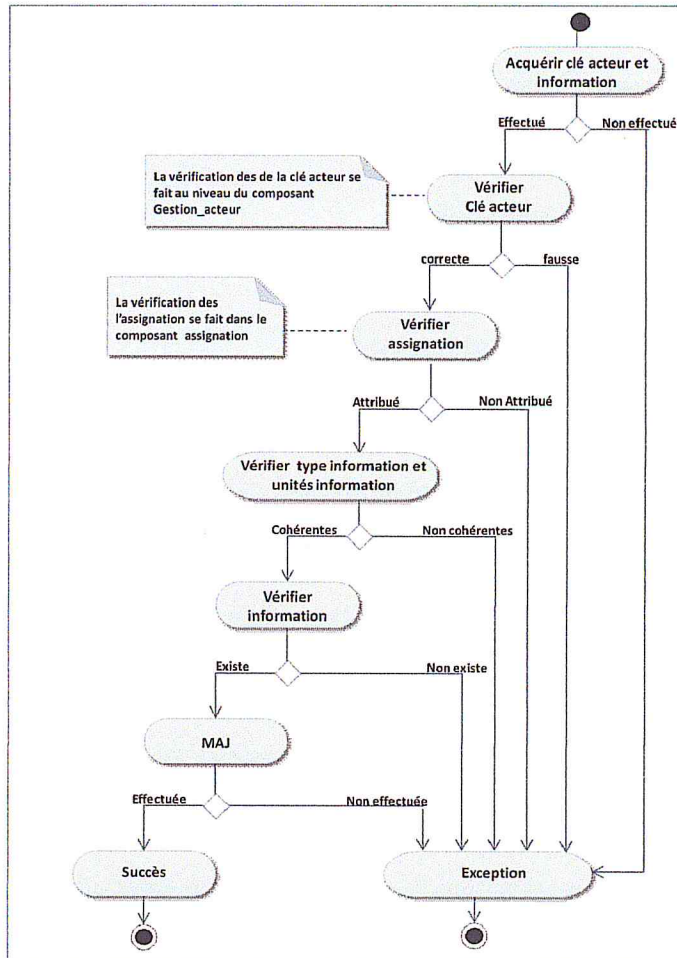 Acquérir clé acteur et
information
Effectué
Non effectué
La vérification des de la clé acteur se
fait au niveau du composant
Gestion_acteur
Vérifier
Clé acteur
correcte
fausse
La vérification des
l'assignation se fait dans le
composant assignation
Vérifier
assignation
Attribué
Non Attribué
Vérifier type information et
unités information
Cohérentes
Non cohérentes
Vérifier
information
Existe
Non existe
MAJ
Effectuée
Non effectuée
Succès
Exception